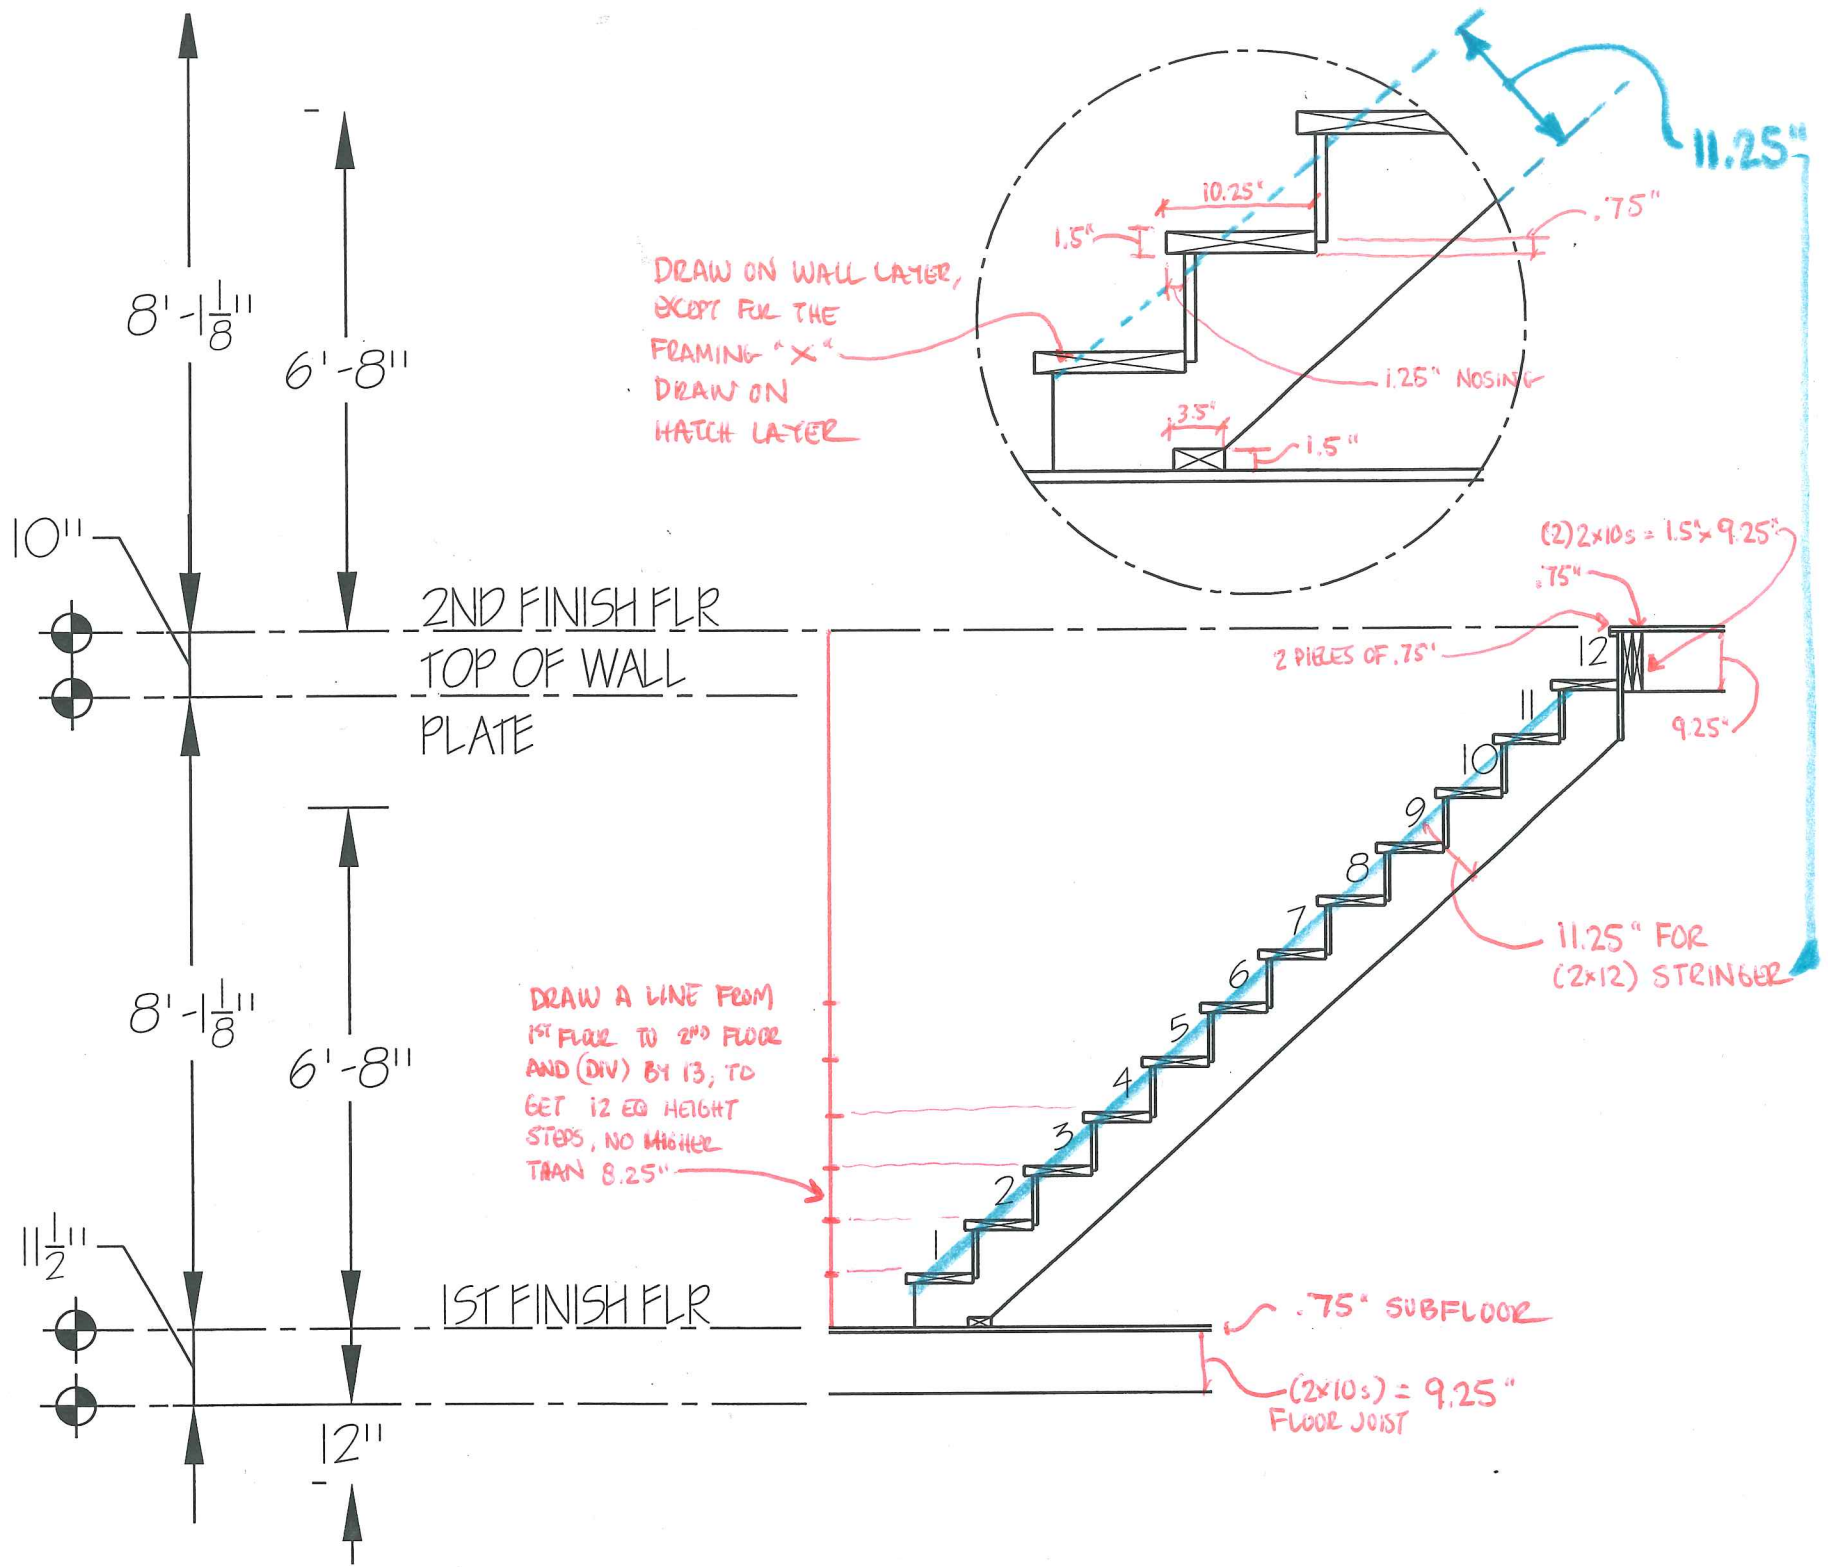 11.25"
10.25"
.75"
1.5"
DRAW ON WALL LAYER,
EXCEPT FOR THE
FRAMING "X"
DRAW ON
HATCH LAYER
1.25" NOSING
3.5"
1.5"
8'-1 1/8"
6'-8"
10"
(2) 2x10s = 1.5" x 9.25"
.75"
2 PIECES OF .75"
9.25"
2ND FINISH FLR
TOP OF WALL
PLATE
12
11
10
9
8
7
6
5
4
3
2
1
11.25" FOR
(2x12) STRINGER
8'-1 1/8"
6'-8"
DRAW A LINE FROM
1ST FLOOR TO 2ND FLOOR
AND (DIV) BY 13, TO
GET 12 EQ HEIGHT
STEPS, NO HIGHER
THAN 8.25"
11 1/2"
1ST FINISH FLR
.75" SUBFLOOR
(2x10s) = 9.25"
FLOOR JOIST
12"